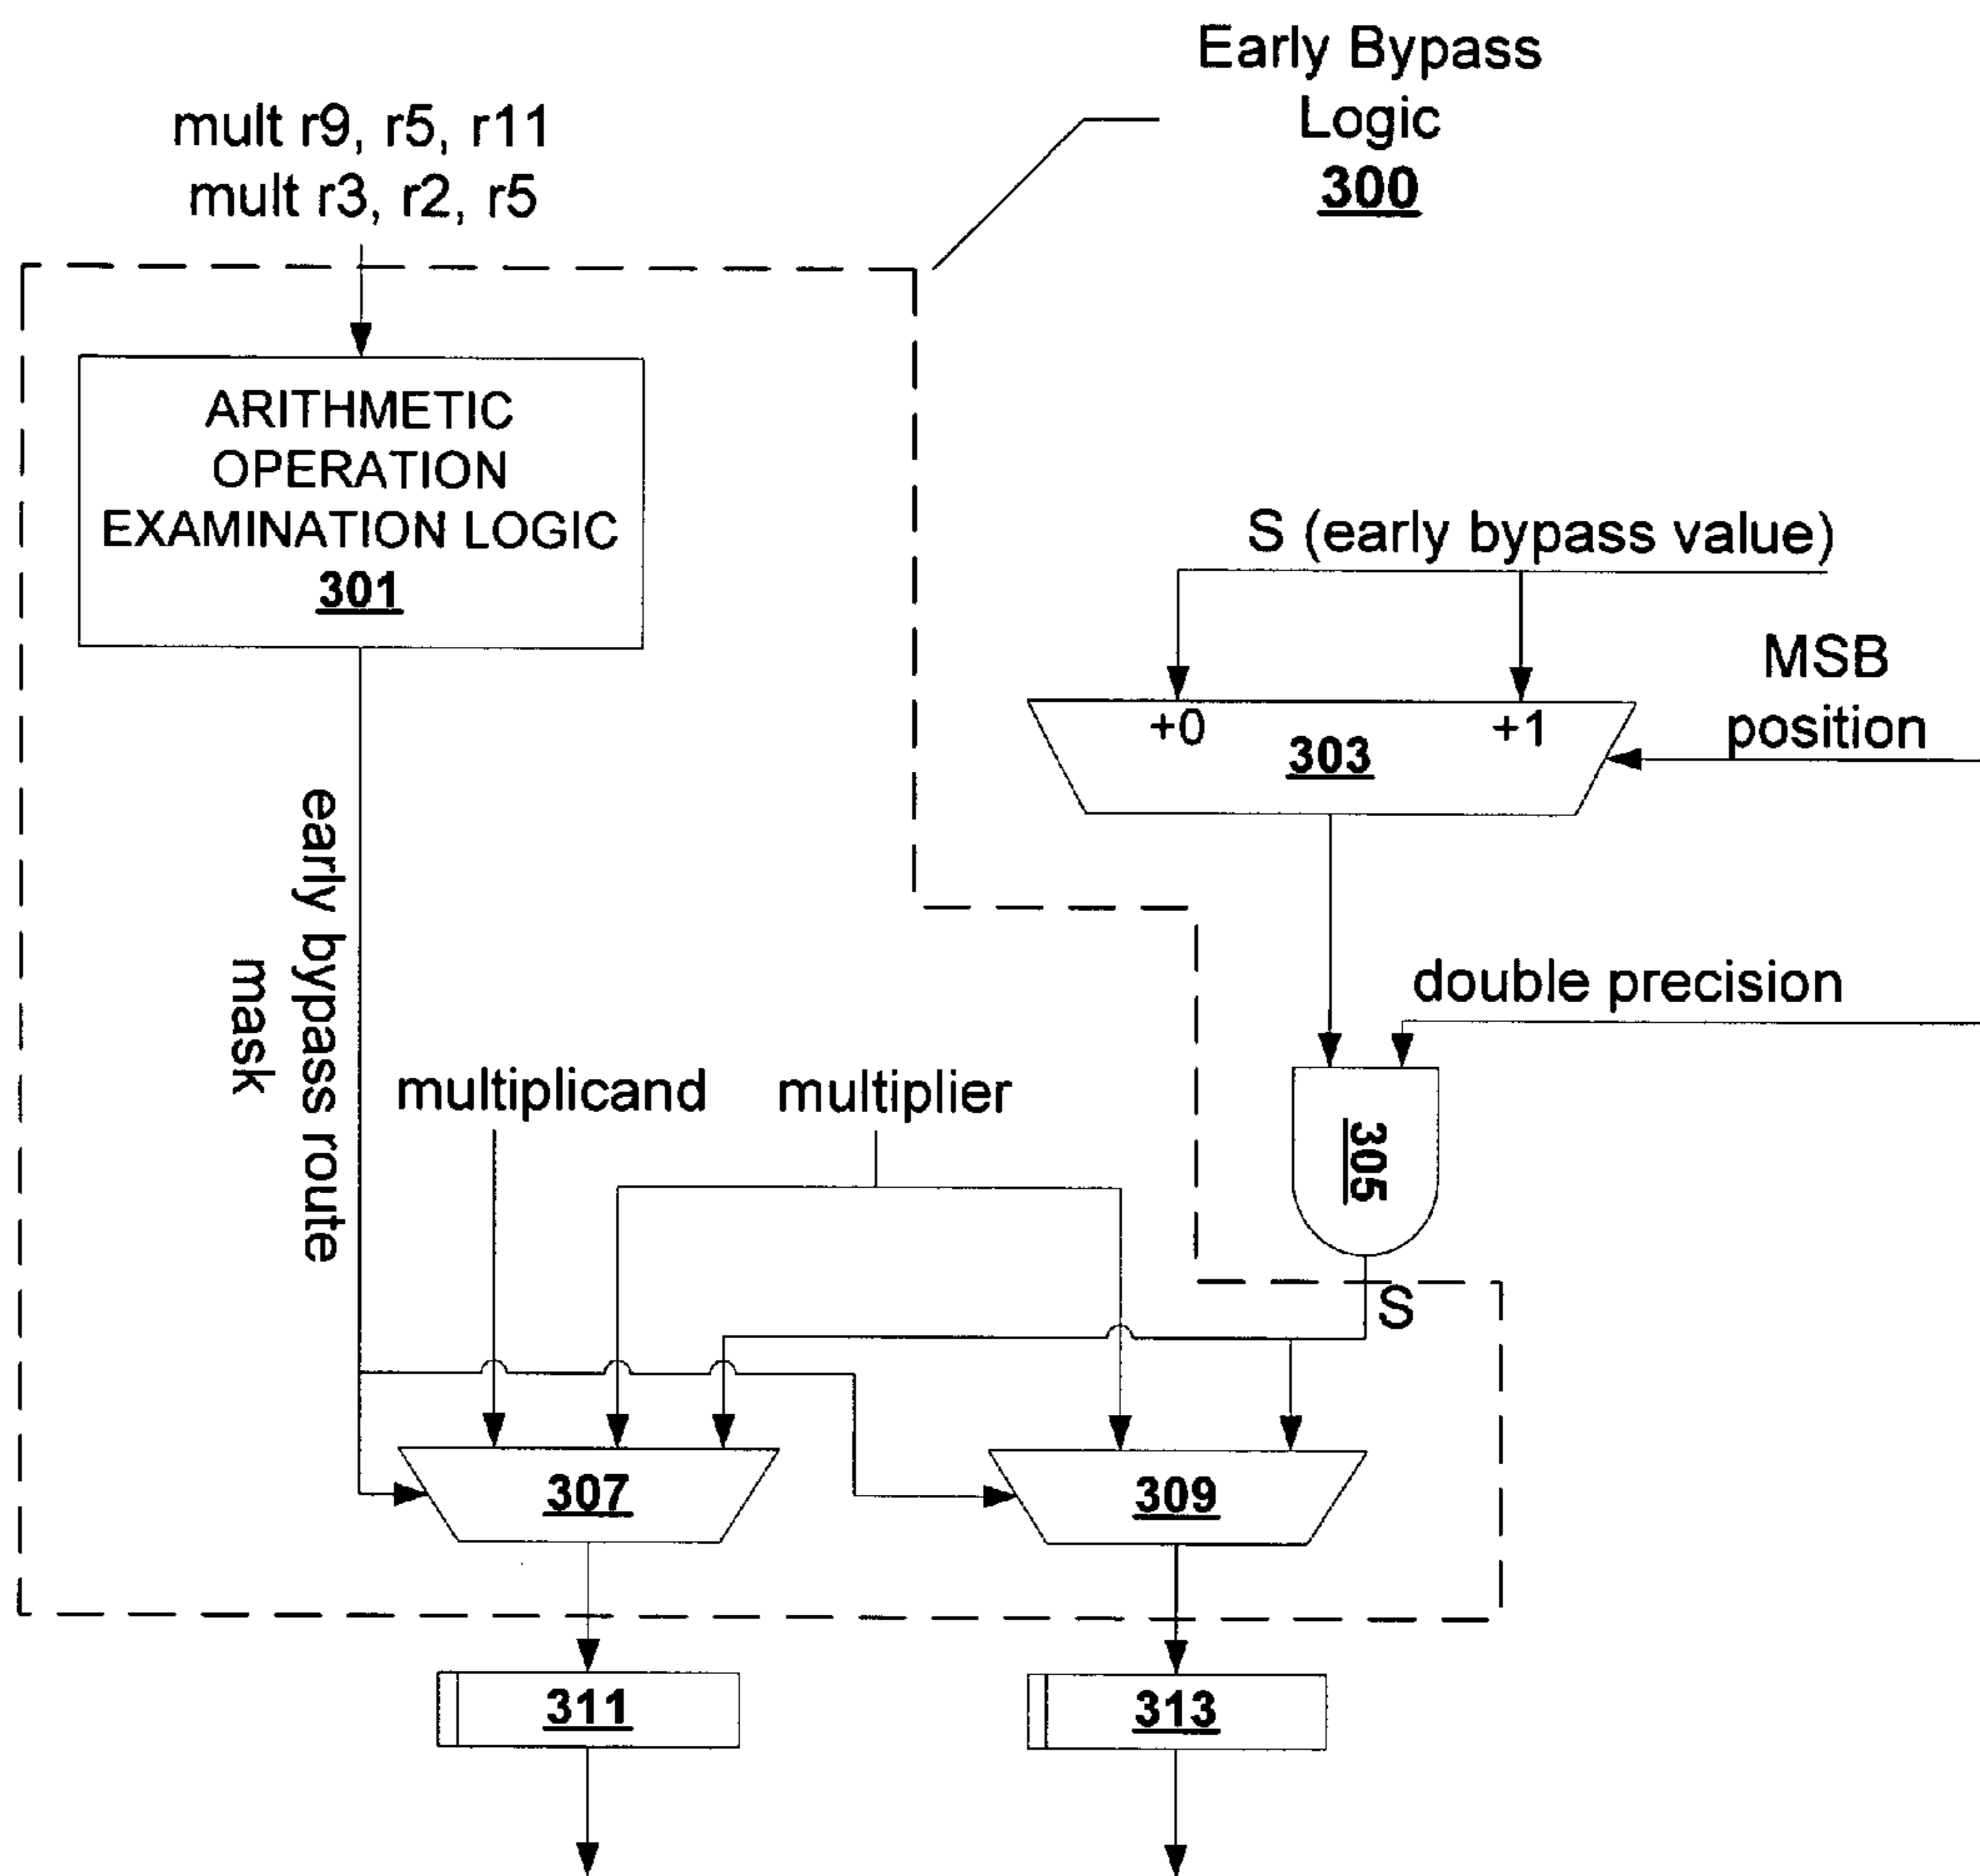 Early Bypass
Logic
300
mult r9, r5, r11
mult r3, r2, r5
ARITHMETIC
OPERATION
EXAMINATION LOGIC
301
S (early bypass value)
MSB
position
+0
303
+1
early bypass route
mask
double precision
multiplicand
multiplier
305
S
307
309
311
313